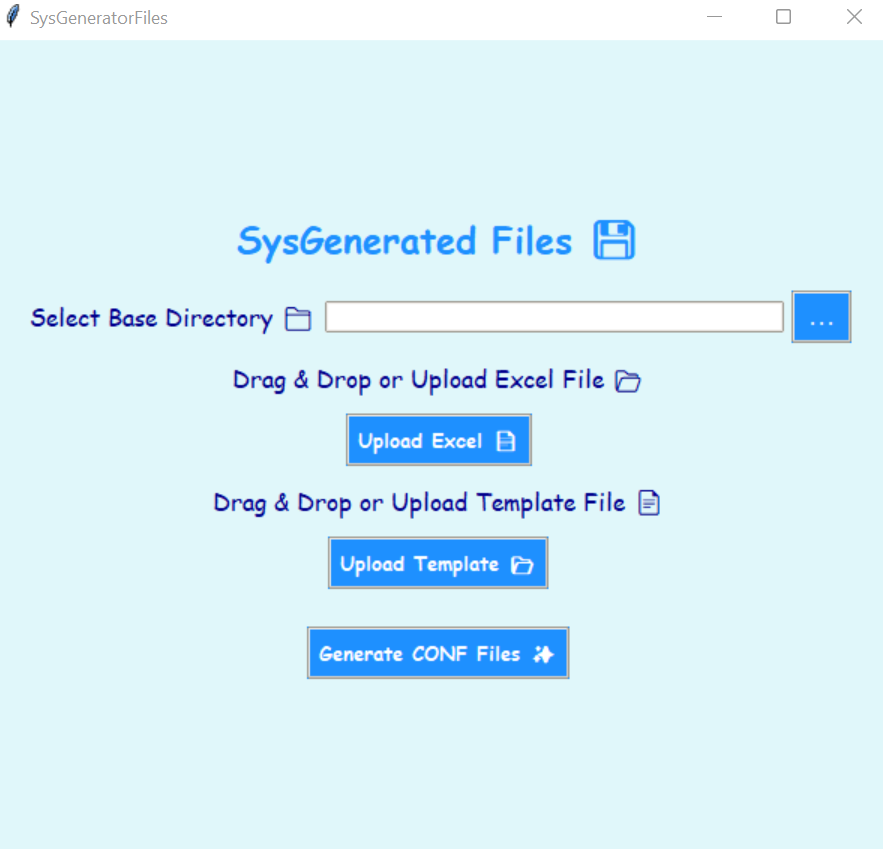 SysGeneratorFiles
SysGenerated Files
Select Base Directory ...
Drag & Drop or Upload Excel File
Upload Excel
Drag & Drop or Upload Template File
Upload Template
Generate CONF Files